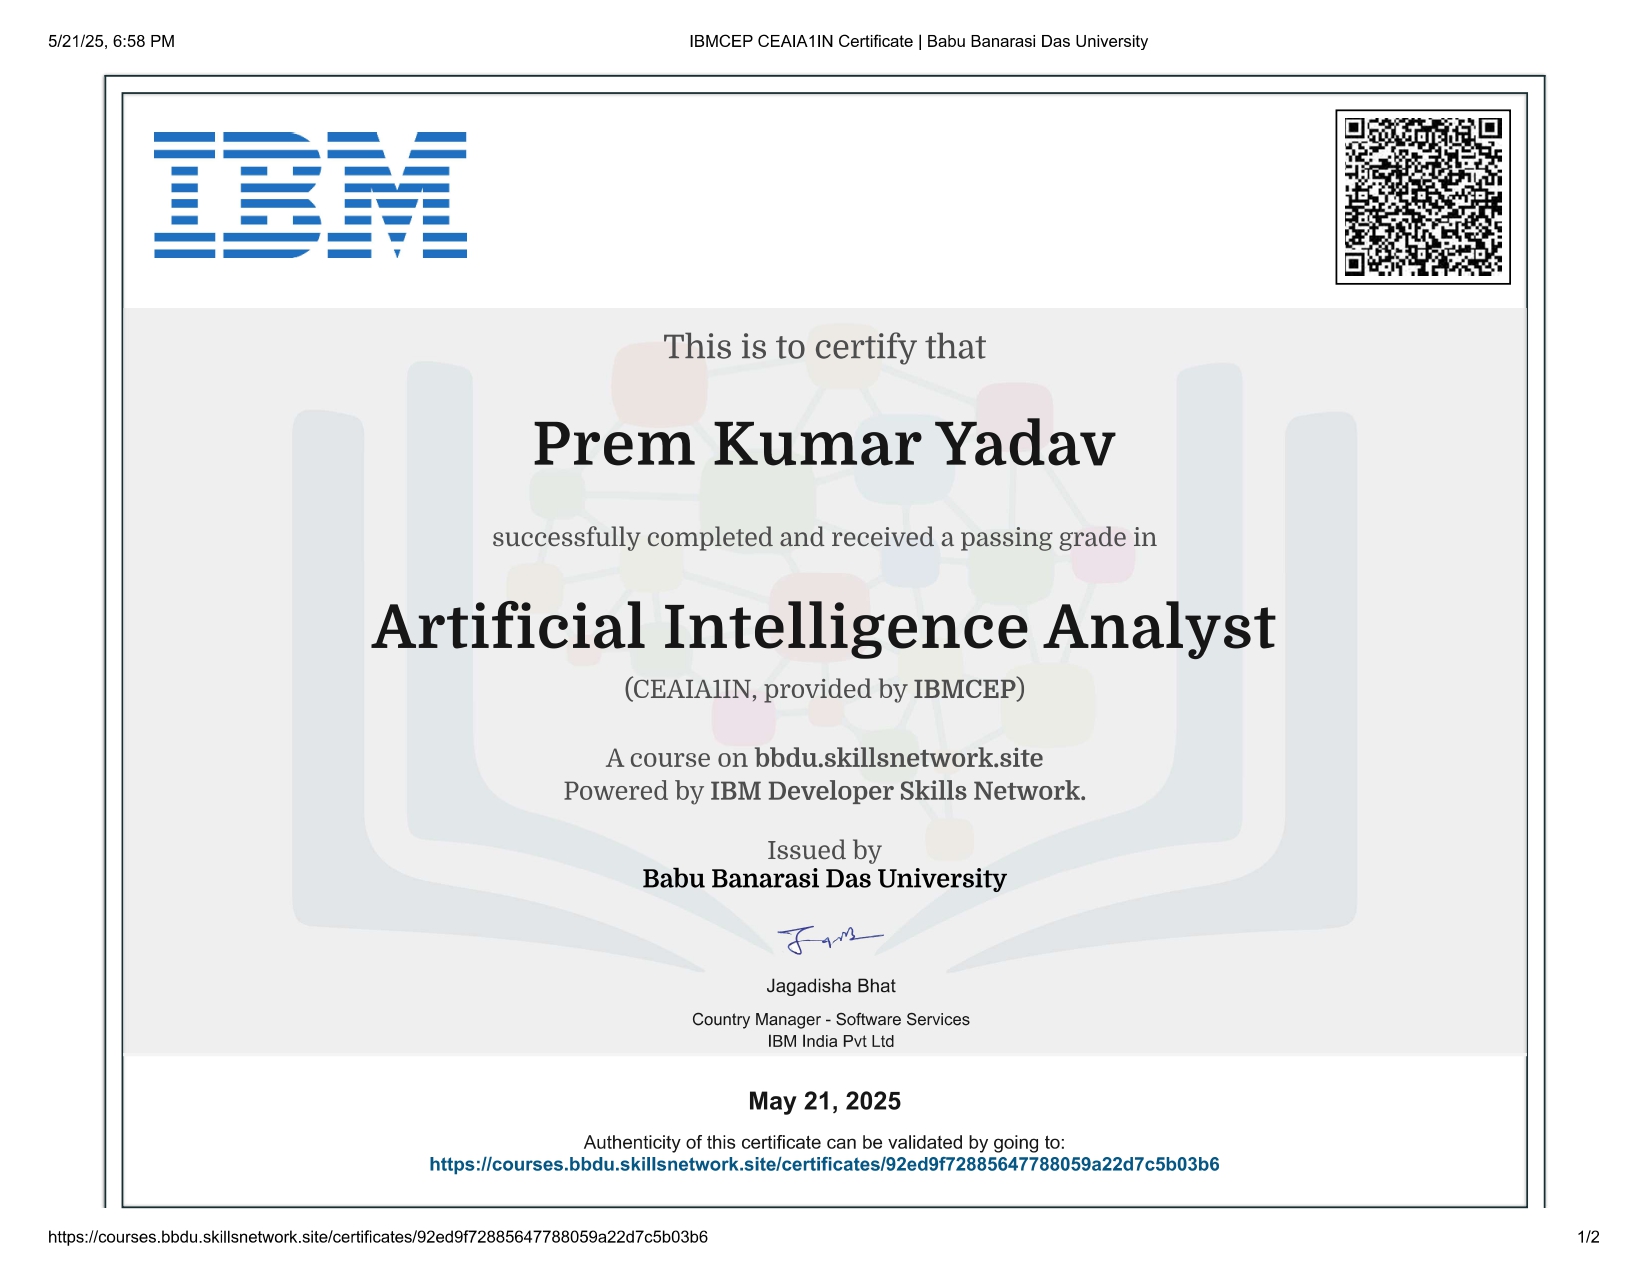 5/21/25, 6:58 PM
IBMCEP CEAIA1IN Certificate | Babu Banarasi Das University
IBM
This is to certify that
Prem Kumar Yadav
successfully completed and received a passing grade in
Artificial Intelligence Analyst
(CEAIA1IN, provided by IBMCEP)
A course on bbdu.skillsnetwork.site
Powered by IBM Developer Skills Network.
Issued by
Babu Banarasi Das University
Jagadisha Bhat
Country Manager - Software Services
IBM India Pvt Ltd
May 21, 2025
Authenticity of this certificate can be validated by going to:
https://courses.bbdu.skillsnetwork.site/certificates/92ed9f72885647788059a22d7c5b03b6
https://courses.bbdu.skillsnetwork.site/certificates/92ed9f72885647788059a22d7c5b03b6
1/2